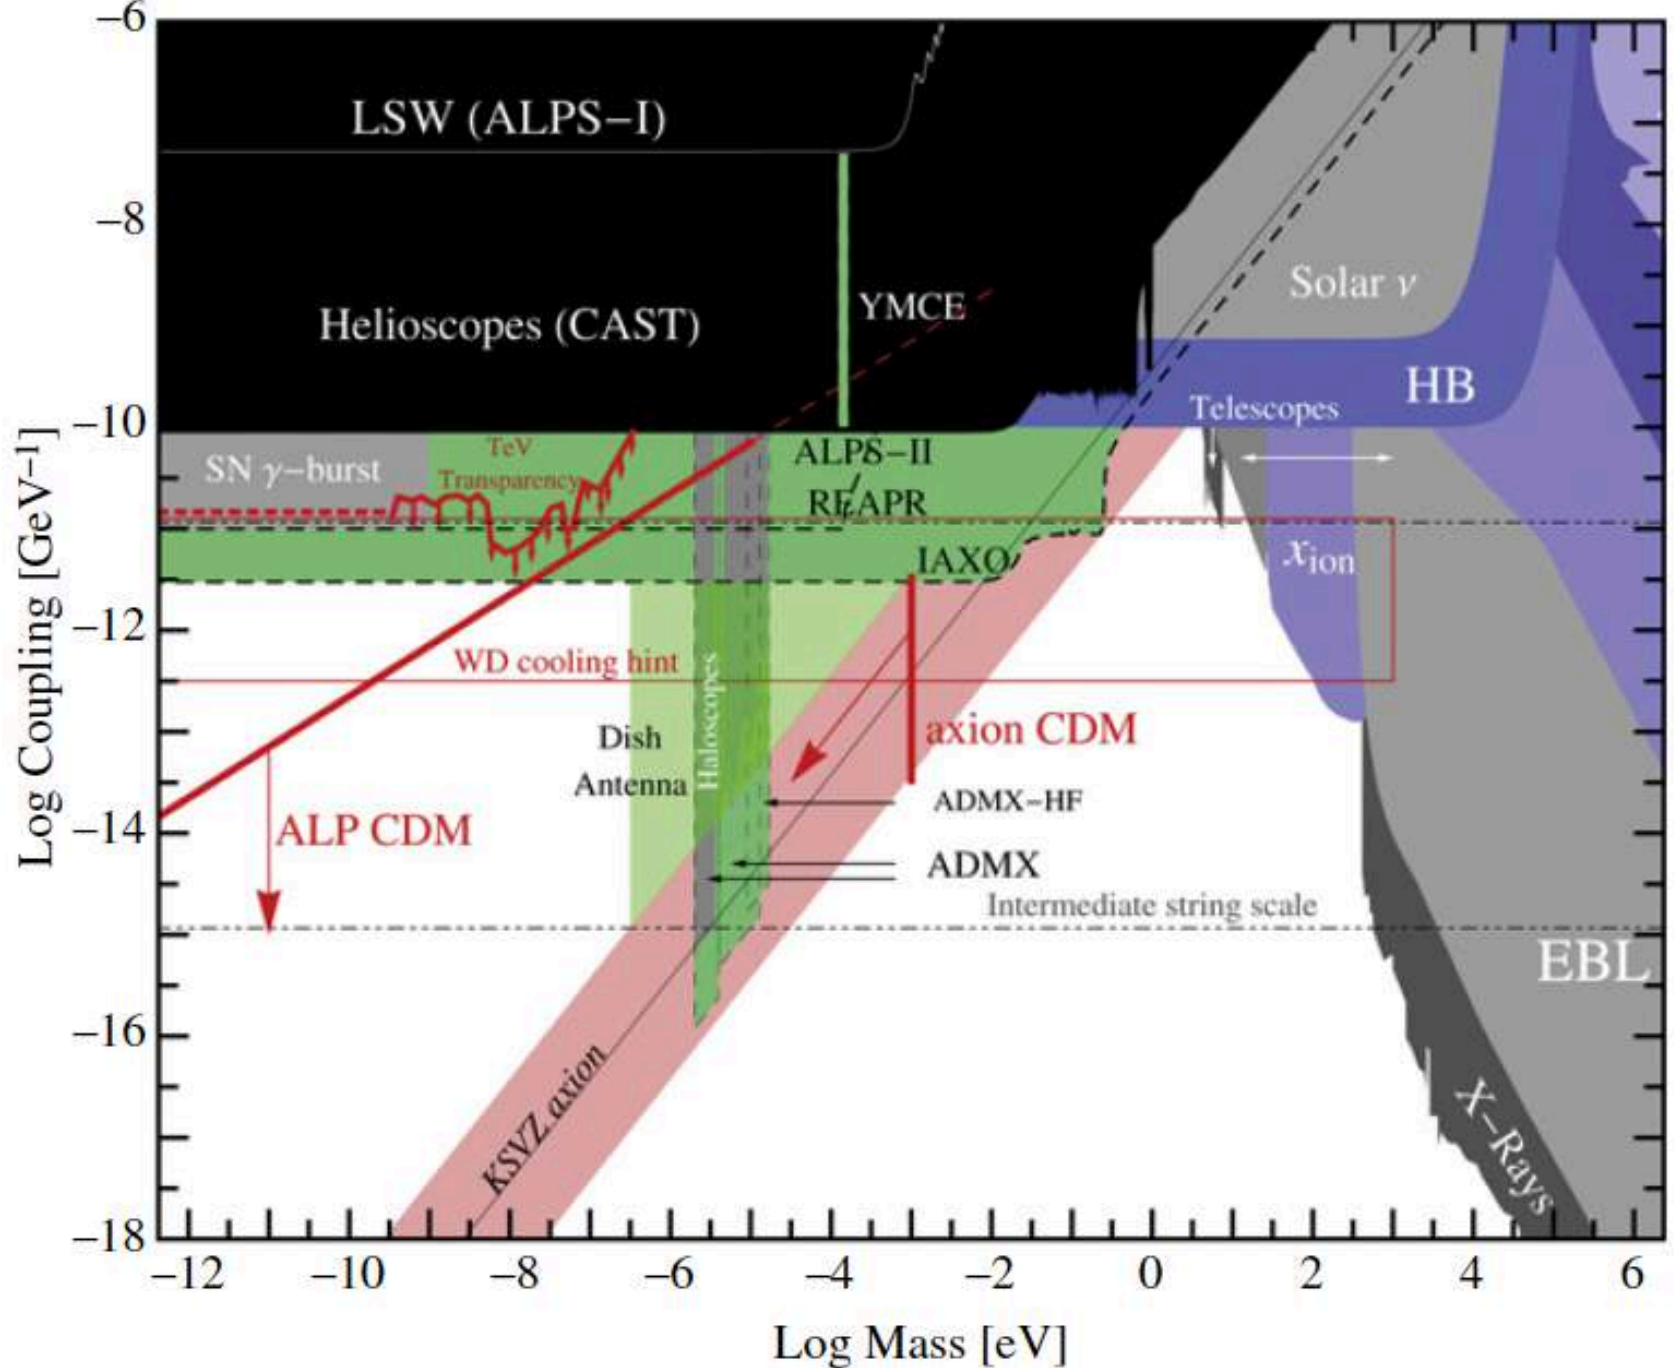 −6
LSW (ALPS−I)
−8
Solar ν
YMCE
Helioscopes (CAST)
HB
Telescopes
−10
TeV
ALPS−II
SN γ−burst
Transparency
REAPR
IAXO
xion
−12
WD cooling hint
Haloscopes
axion CDM
Dish
Antenna
ADMX−HF
−14
ALP CDM
ADMX
Intermediate string scale
EBL
−16
KSVZ axion
X−Rays
−18
−12 −10 −8 −6 −4 −2 0 2 4 6
Log Mass [eV]
Log Coupling [GeV⁻¹]